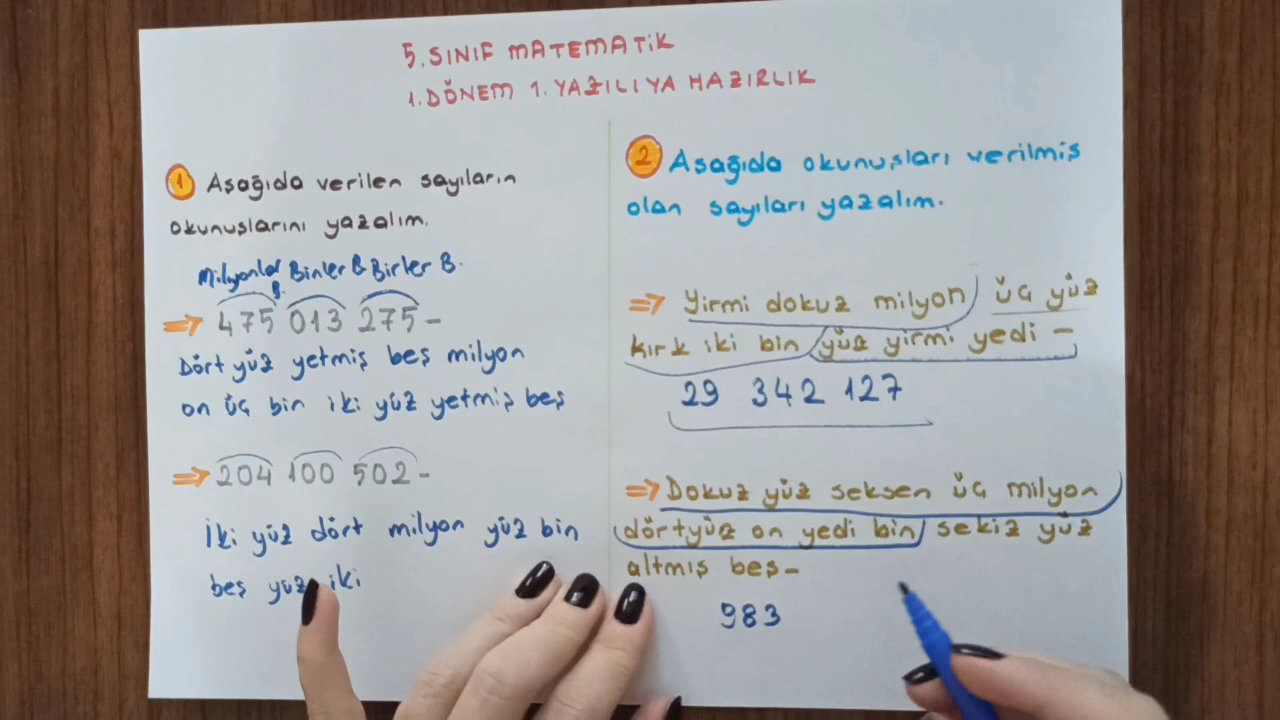 5. SINIF MATEMATİK
1. DÖNEM 1. YAZILIYA HAZIRLIK
1 Aşağıda verilen sayıların
okunuşlarını yazalım.
Milyonlar B. Binler B Birler B.
⇒ 475 013 275 -
Dört yüz yetmiş beş milyon
on üç bin iki yüz yetmiş beş
⇒ 204 100 502 -
İki yüz dört milyon yüz bin
beş yüz iki
2 Aşağıda okunuşları verilmiş
olan sayıları yazalım.
⇒ Yirmi dokuz milyon üç yüz
kırk iki bin yüz yirmi yedi -
29 342 127
⇒ Dokuz yüz seksen üç milyon
dörtyüz on yedi bin sekiz yüz
altmış beş -
983